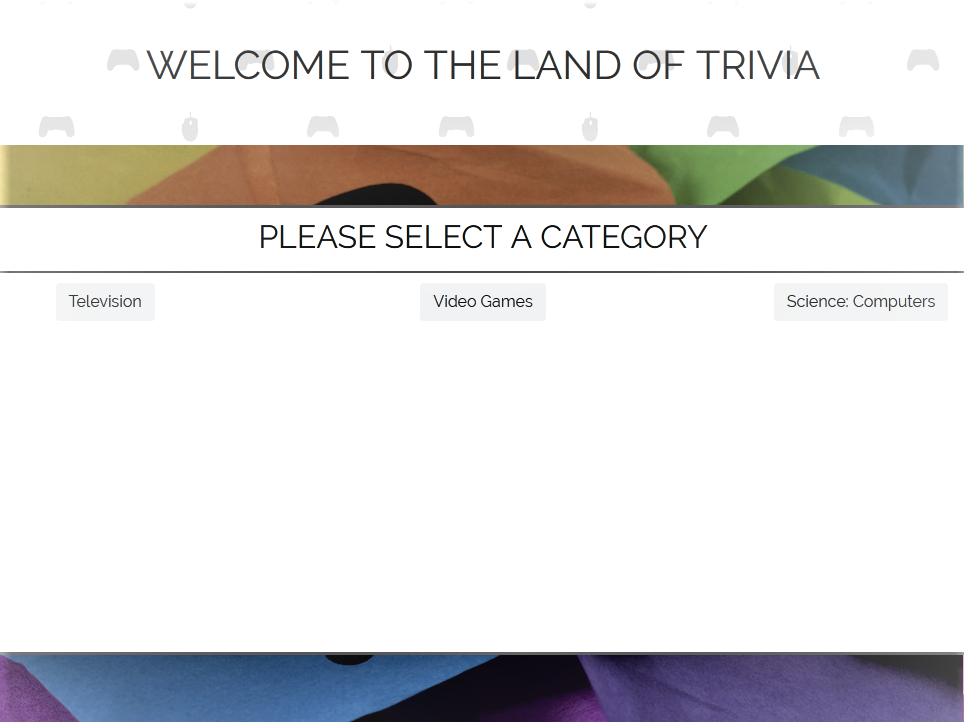 WELCOME TO THE LAND OF TRIVIA
PLEASE SELECT A CATEGORY
Television
Video Games
Science: Computers